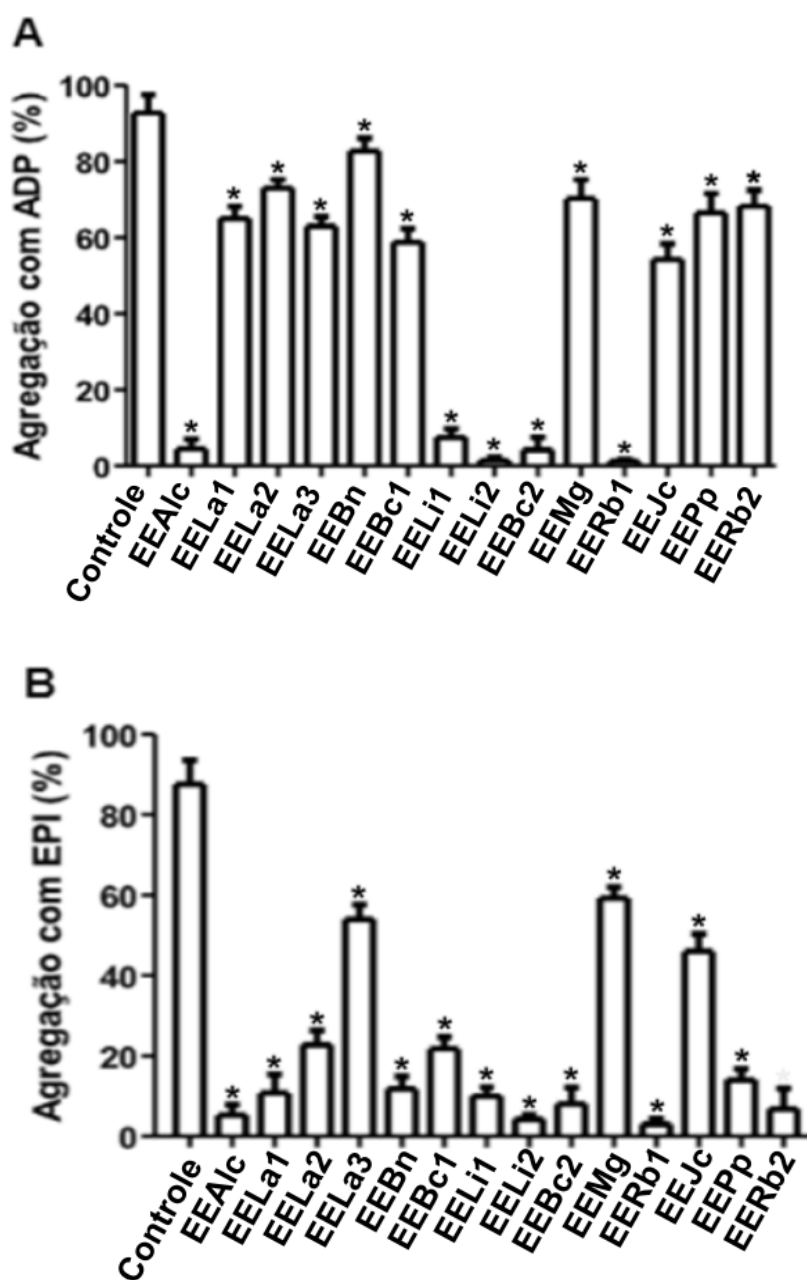 A
Agregação com ADP (%)
100
80
60
40
20
0
* * * * * * * * * * * * * *
Controle
EEAlc
EELa1
EELa2
EELa3
EEBn
EEBc1
EELi1
EELi2
EEBc2
EEMg
EERb1
EEJc
EEPp
EERb2
B
Agregação com EPI (%)
100
80
60
40
20
0
* * * * * * * * * * * * * *
Controle
EEAlc
EELa1
EELa2
EELa3
EEBn
EEBc1
EELi1
EELi2
EEBc2
EEMg
EERb1
EEJc
EEPp
EERb2